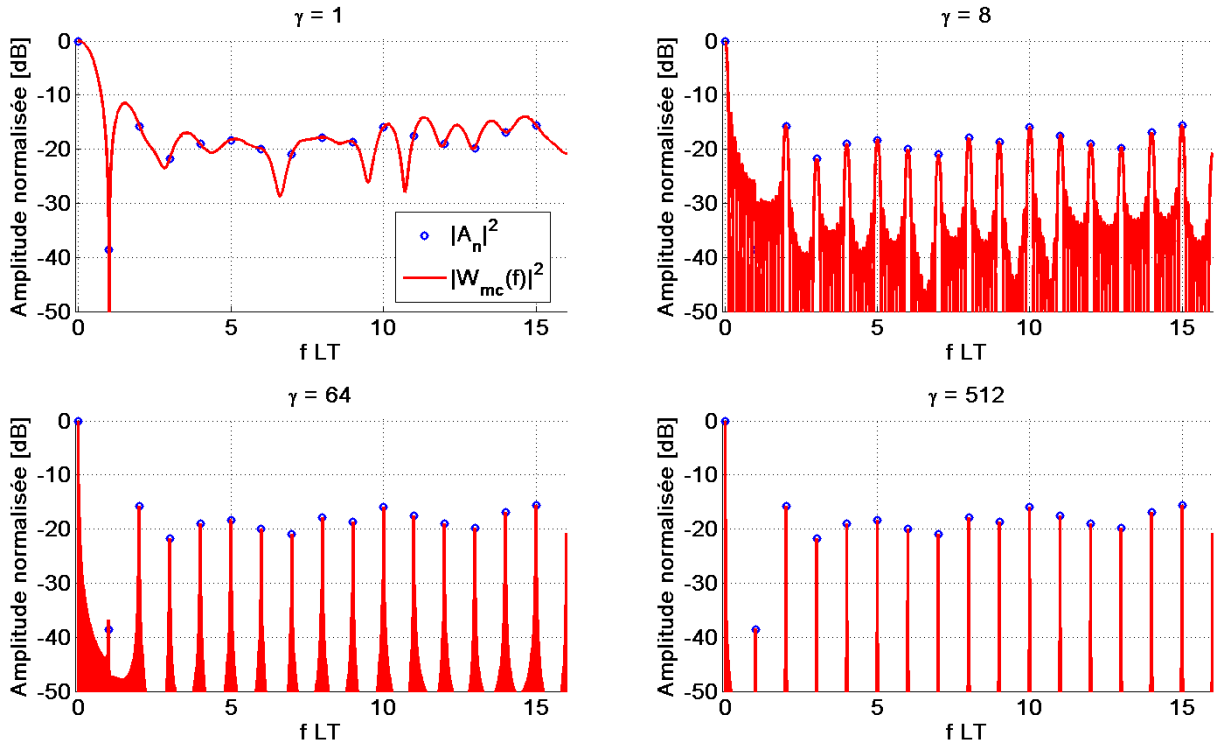 γ = 1
Amplitude normalisée [dB]
0
-10
-20
-30
-40
-50
0 5 10 15
f LT
|A_n|^2
|W_mc(f)|^2
γ = 8
Amplitude normalisée [dB]
0
-10
-20
-30
-40
-50
0 5 10 15
f LT
γ = 64
Amplitude normalisée [dB]
0
-10
-20
-30
-40
-50
0 5 10 15
f LT
γ = 512
Amplitude normalisée [dB]
0
-10
-20
-30
-40
-50
0 5 10 15
f LT